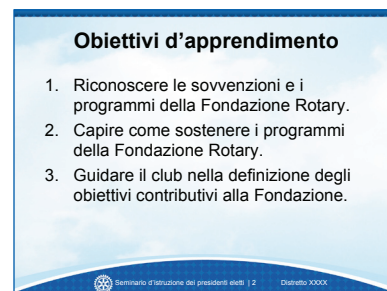 Obiettivi d’apprendimento
1. Riconoscere le sovvenzioni e i
programmi della Fondazione Rotary.
2. Capire come sostenere i programmi
della Fondazione Rotary.
3. Guidare il club nella definizione degli
obiettivi contributivi alla Fondazione.
Seminario d’istruzione dei presidenti eletti | 2 Distretto XXXX